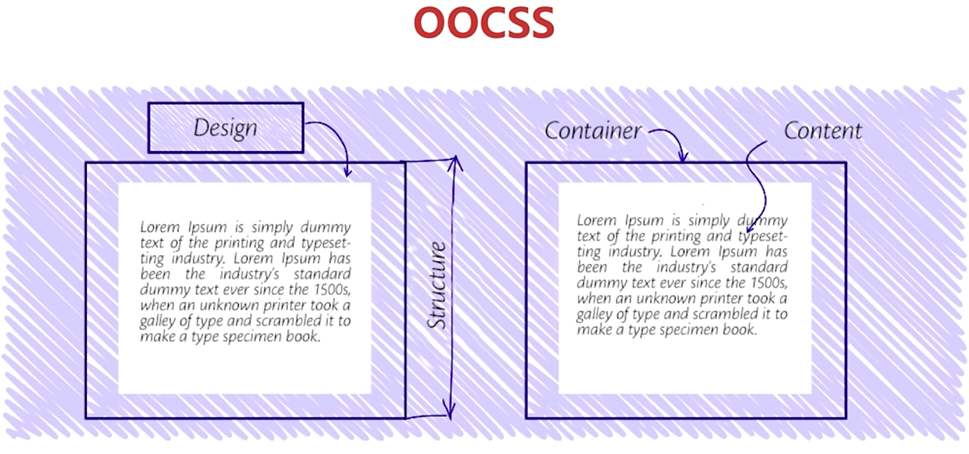 OOCSS
Design
Container
Content
Lorem Ipsum is simply dummy
text of the printing and typeset-
ting industry. Lorem Ipsum has
been the industry's standard
dummy text ever since the 1500s,
when an unknown printer took a
galley of type and scrambled it to
make a type specimen book.
Structure
Lorem Ipsum is simply dummy
text of the printing and typeset-
ting industry. Lorem Ipsum has
been the industry's standard
dummy text ever since the 1500s,
when an unknown printer took a
galley of type and scrambled it to
make a type specimen book.